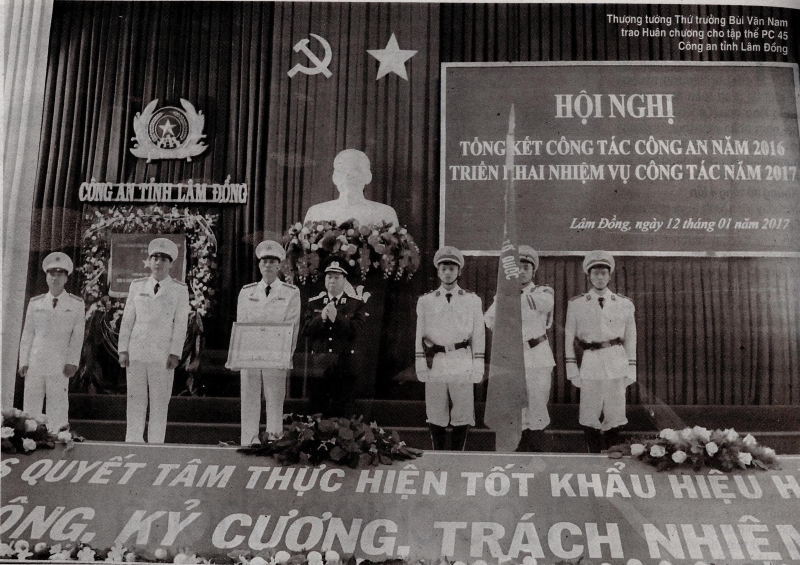 Thượng tướng Thứ trưởng Bùi Văn Nam
trao Huân chương cho tập thể PC 45
Công an tỉnh Lâm Đồng
HỘI NGHỊ
TỔNG KẾT CÔNG TÁC CÔNG AN NĂM 2016
TRIỂN KHAI NHIỆM VỤ CÔNG TÁC NĂM 2017
Lâm Đồng, ngày 12 tháng 01 năm 2017
CÔNG AN TỈNH LÂM ĐỒNG
QUỐC
QUYẾT TÂM THỰC HIỆN TỐT KHẨU HIỆU H
KỶ CƯƠNG, TRÁCH NHIỆM